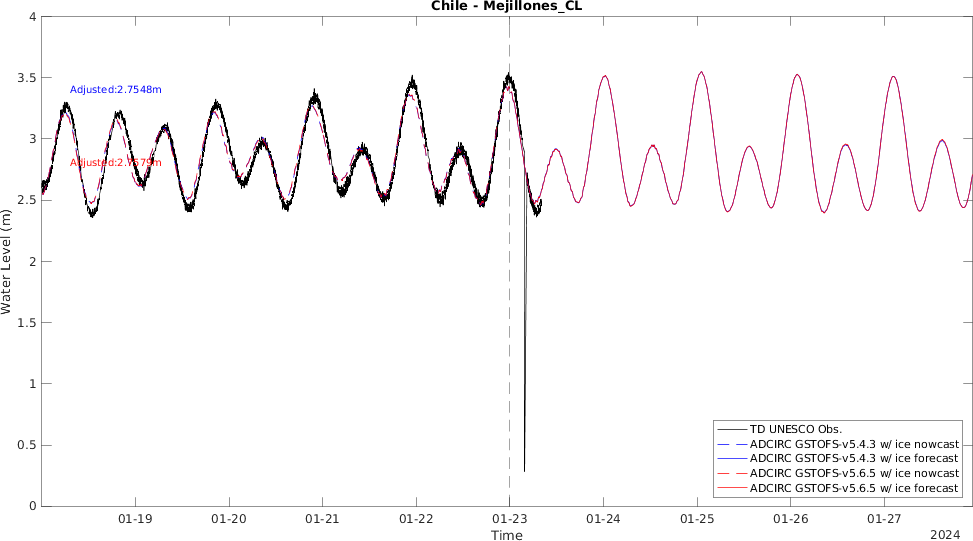 Chile - Mejillones_CL
4
3.5
3
2.5
2
1.5
1
0.5
0
Water Level (m)
Adjusted:2.7548m
Adjusted:2.7579m
TD UNESCO Obs.
ADCIRC GSTOFS-v5.4.3 w/ ice nowcast
ADCIRC GSTOFS-v5.4.3 w/ ice forecast
ADCIRC GSTOFS-v5.6.5 w/ ice nowcast
ADCIRC GSTOFS-v5.6.5 w/ ice forecast
01-19 01-20 01-21 01-22 01-23 01-24 01-25 01-26 01-27
Time
2024